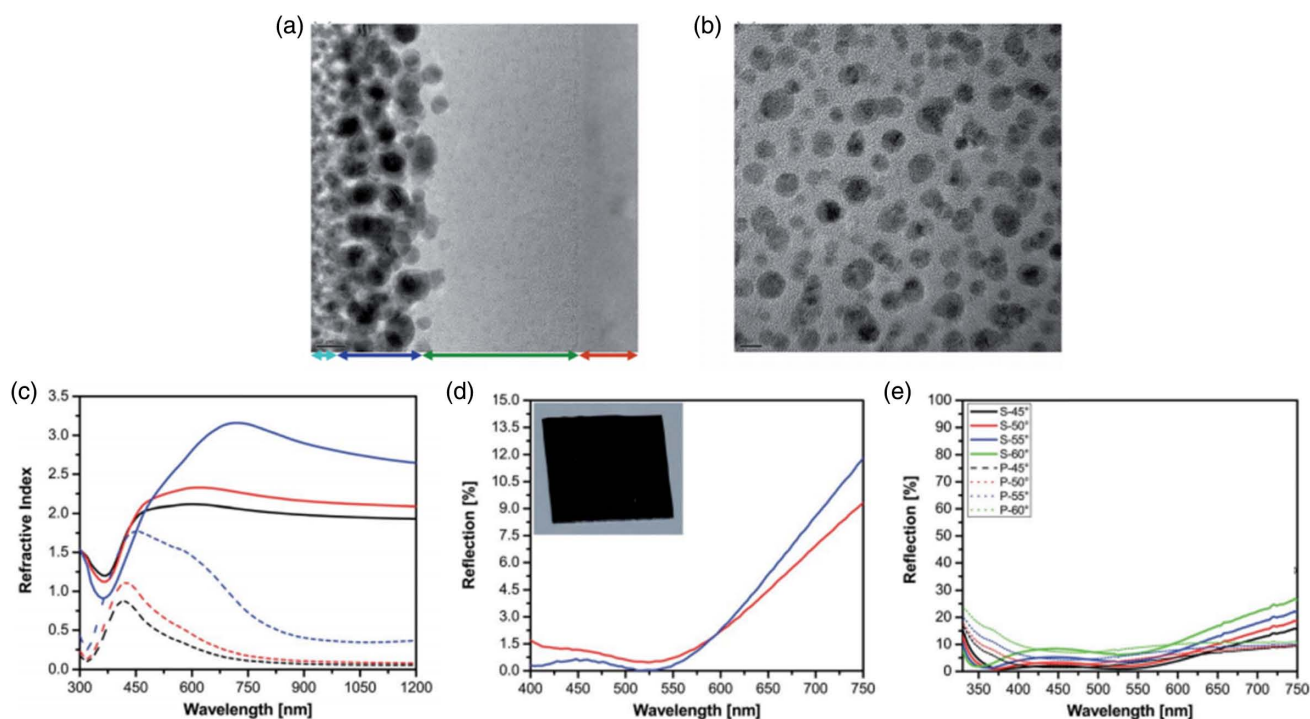 (a)
(b)
(c)
Refractive Index
3.5
3.0
2.5
2.0
1.5
1.0
0.5
0.0
300 450 600 750 900 1050 1200
Wavelength [nm]
(d)
Reflection [%]
15.0
13.5
12.0
10.5
9.0
7.5
6.0
4.5
3.0
1.5
0.0
400 450 500 550 600 650 700 750
Wavelength [nm]
(e)
Reflection [%]
100
90
80
70
60
50
40
30
20
10
0
S-45°
S-50°
S-55°
S-60°
P-45°
P-50°
P-55°
P-60°
350 400 450 500 550 600 650 700 750
Wavelength [nm]